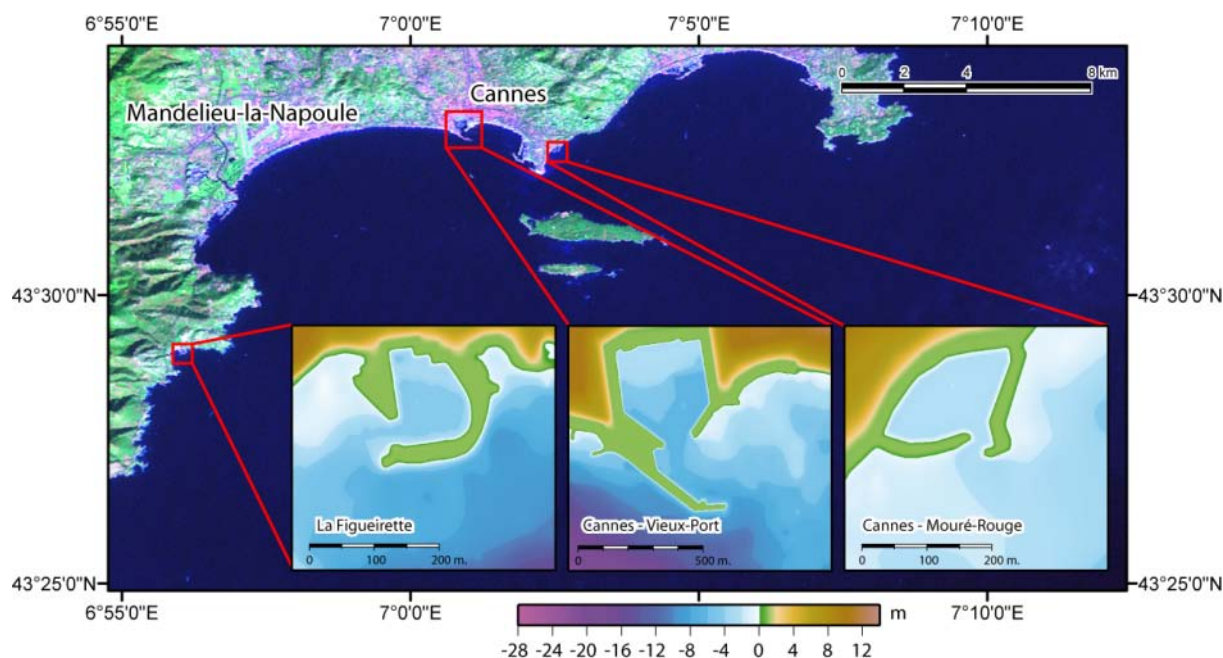 6°55'0"E 7°0'0"E 7°5'0"E 7°10'0"E
0 2 4 8 km
Cannes
Mandelieu-la-Napoule
43°30'0"N 43°30'0"N
La Figueirette
0 100 200 m.
Cannes - Vieux-Port
0 500 m.
Cannes - Mouré-Rouge
0 100 200 m.
43°25'0"N 43°25'0"N
6°55'0"E 7°0'0"E 7°5'0"E 7°10'0"E
m
-28 -24 -20 -16 -12 -8 -4 0 4 8 12